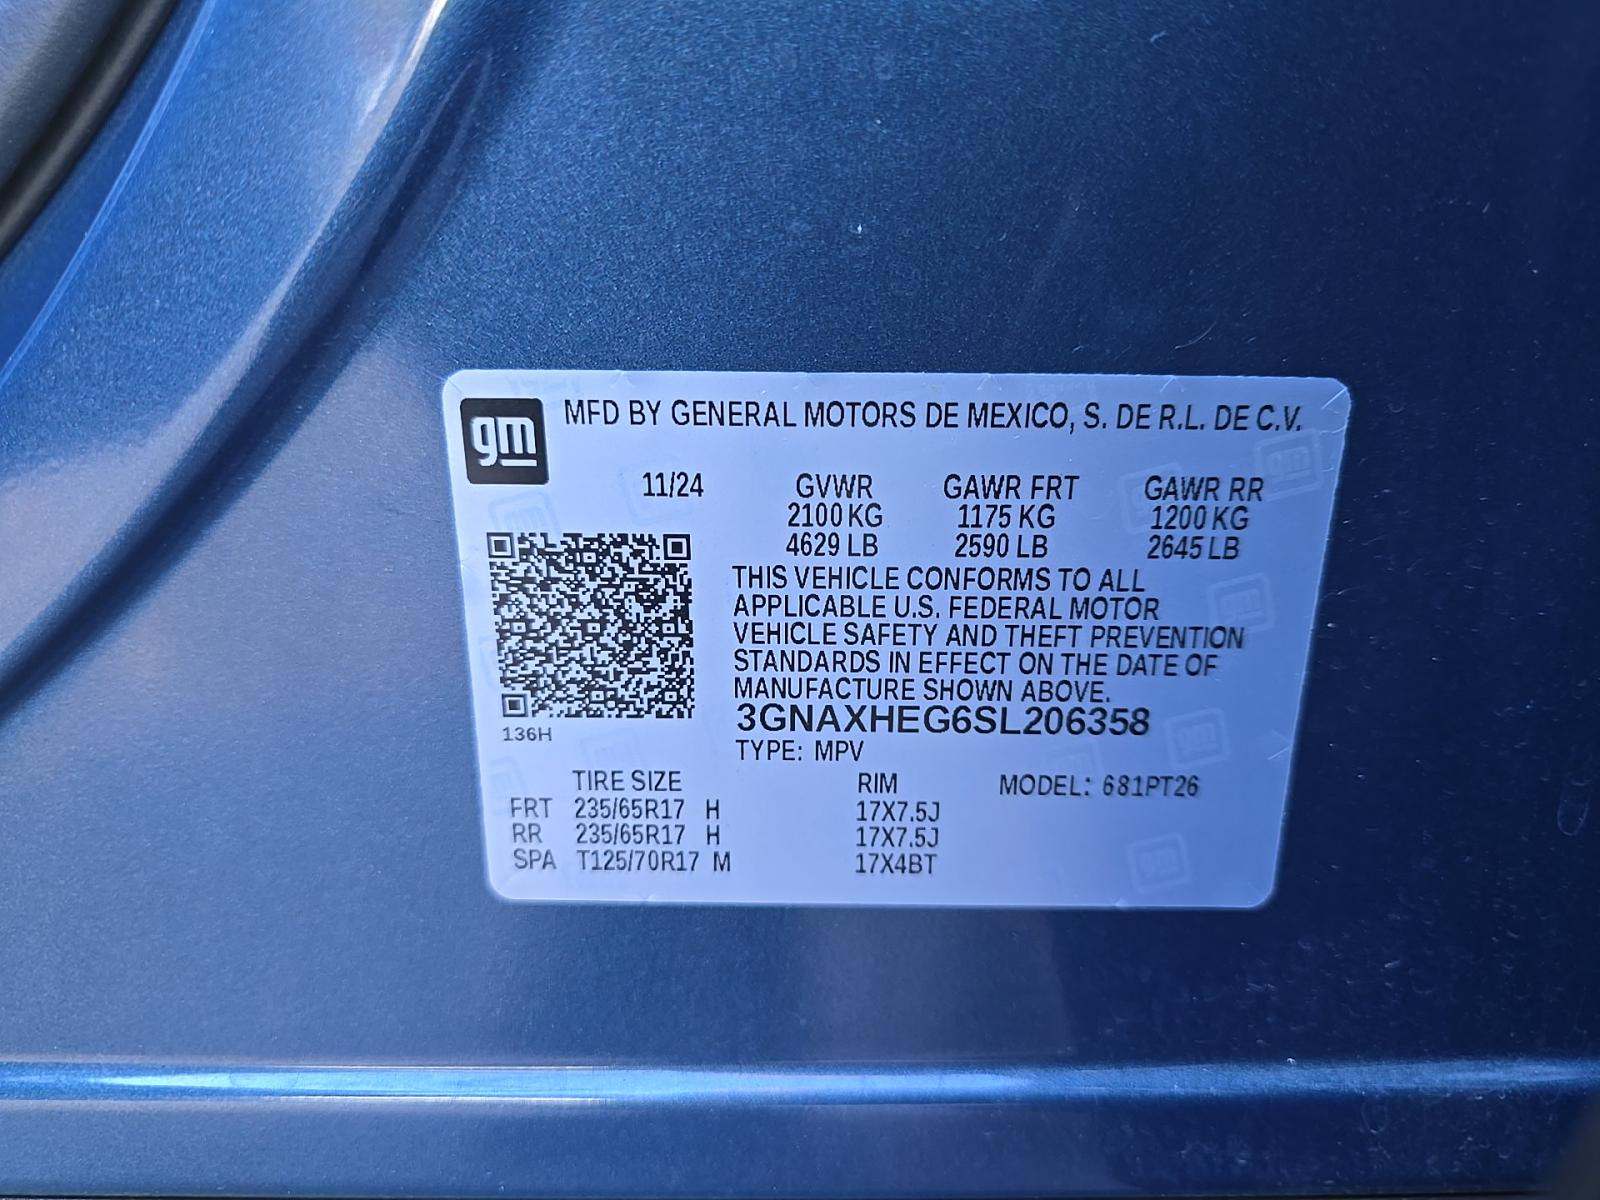 gm MFD BY GENERAL MOTORS DE MEXICO, S. DE R.L. DE C.V.
11/24 GVWR GAWR FRT GAWR RR
2100 KG 1175 KG 1200 KG
4629 LB 2590 LB 2645 LB
THIS VEHICLE CONFORMS TO ALL
APPLICABLE U.S. FEDERAL MOTOR
VEHICLE SAFETY AND THEFT PREVENTION
STANDARDS IN EFFECT ON THE DATE OF
MANUFACTURE SHOWN ABOVE.
3GNAXHEG6SL206358
136H
TYPE: MPV
TIRE SIZE RIM MODEL: 681PT26
FRT 235/65R17 H 17X7.5J
RR 235/65R17 H 17X7.5J
SPA T125/70R17 M 17X4BT